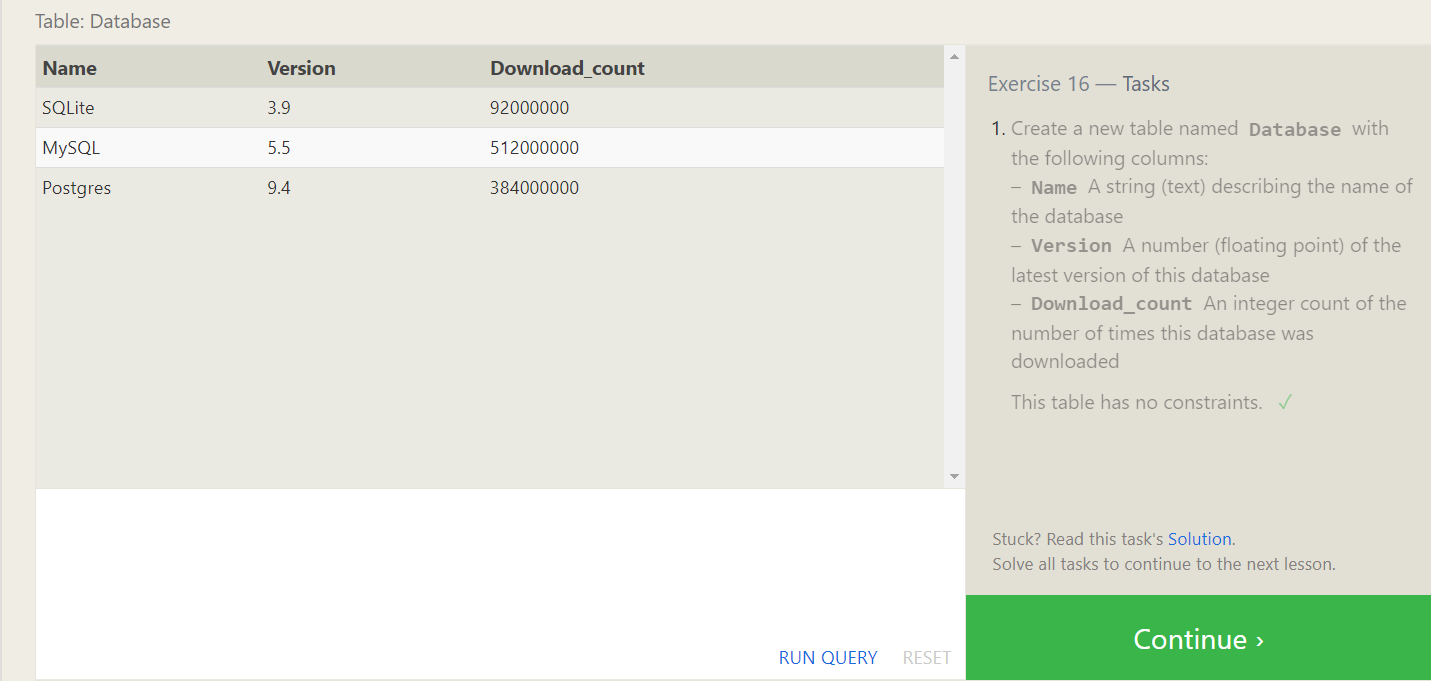 Table: Database
Name Version Download_count
SQLite 3.9 92000000
MySQL 5.5 512000000
Postgres 9.4 384000000
RUN QUERY RESET
Exercise 16 — Tasks
1. Create a new table named Database with
the following columns:
– Name A string (text) describing the name of
the database
– Version A number (floating point) of the
latest version of this database
– Download_count An integer count of the
number of times this database was
downloaded
This table has no constraints. ✓
Stuck? Read this task's Solution.
Solve all tasks to continue to the next lesson.
Continue ›